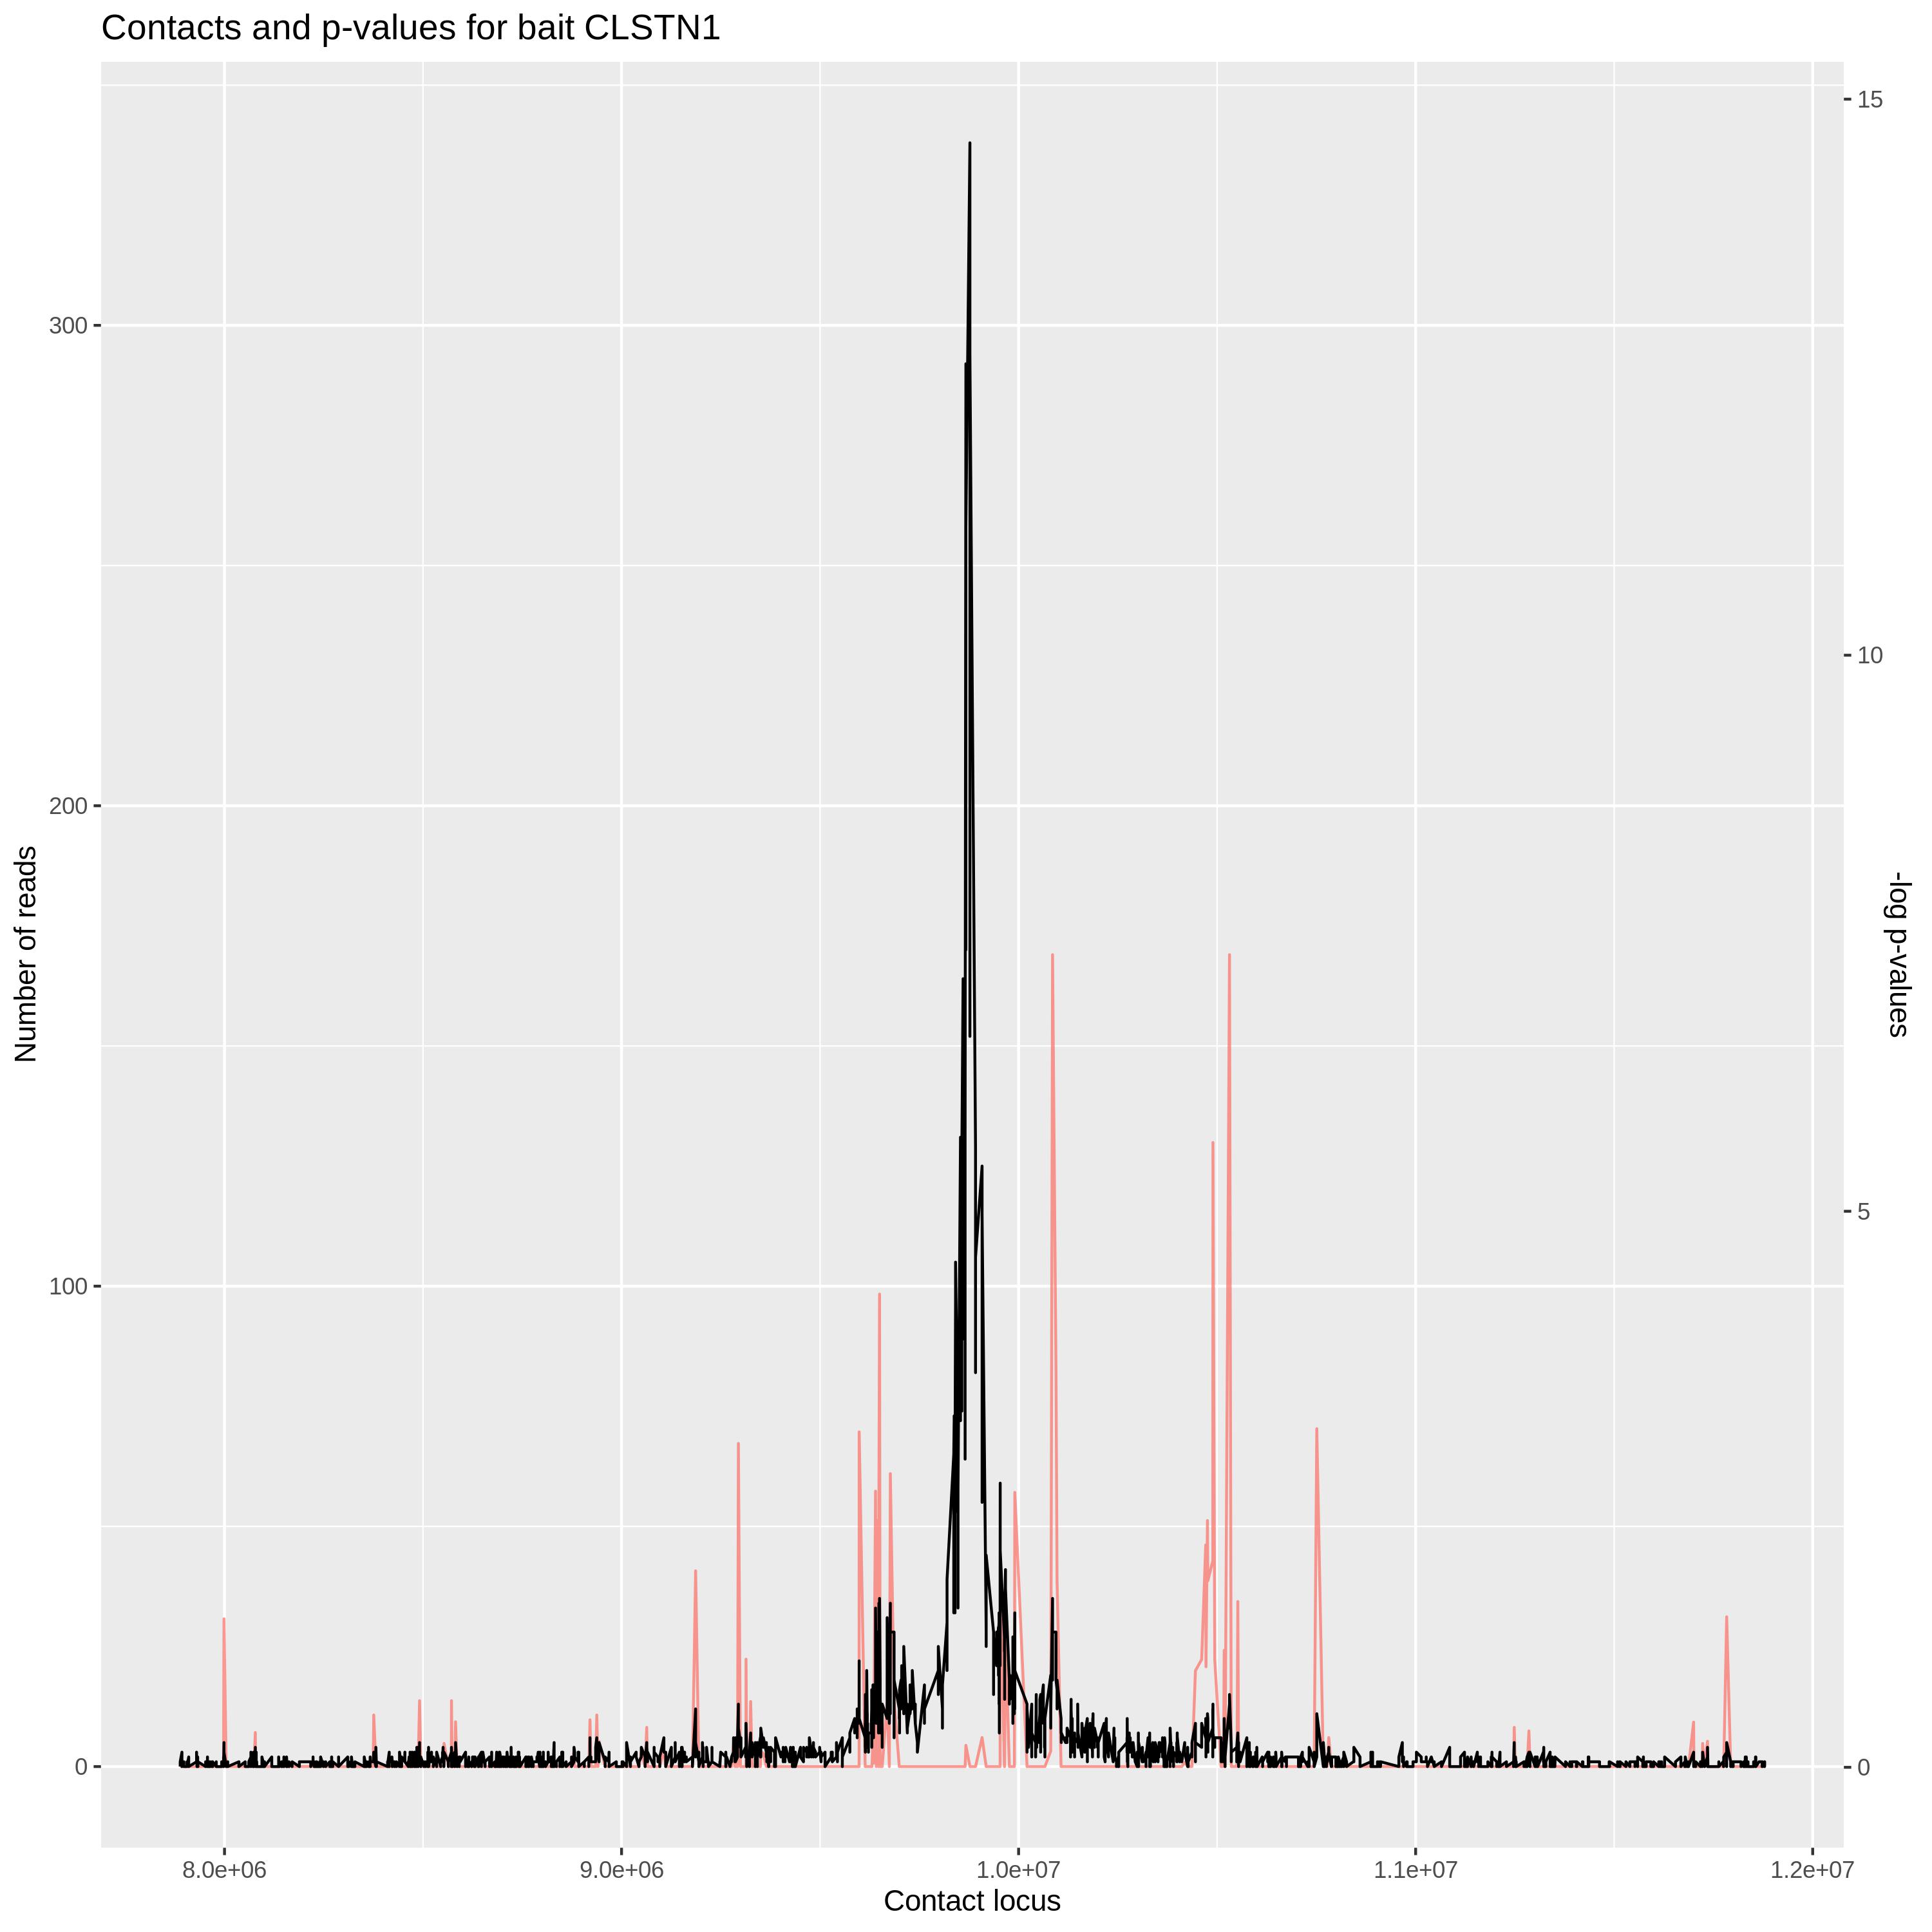 Contacts and p-values for bait CLSTN1
Number of reads
300
200
100
0
15
10
5
0
-log p-values
8.0e+06
9.0e+06
1.0e+07
1.1e+07
1.2e+07
Contact locus